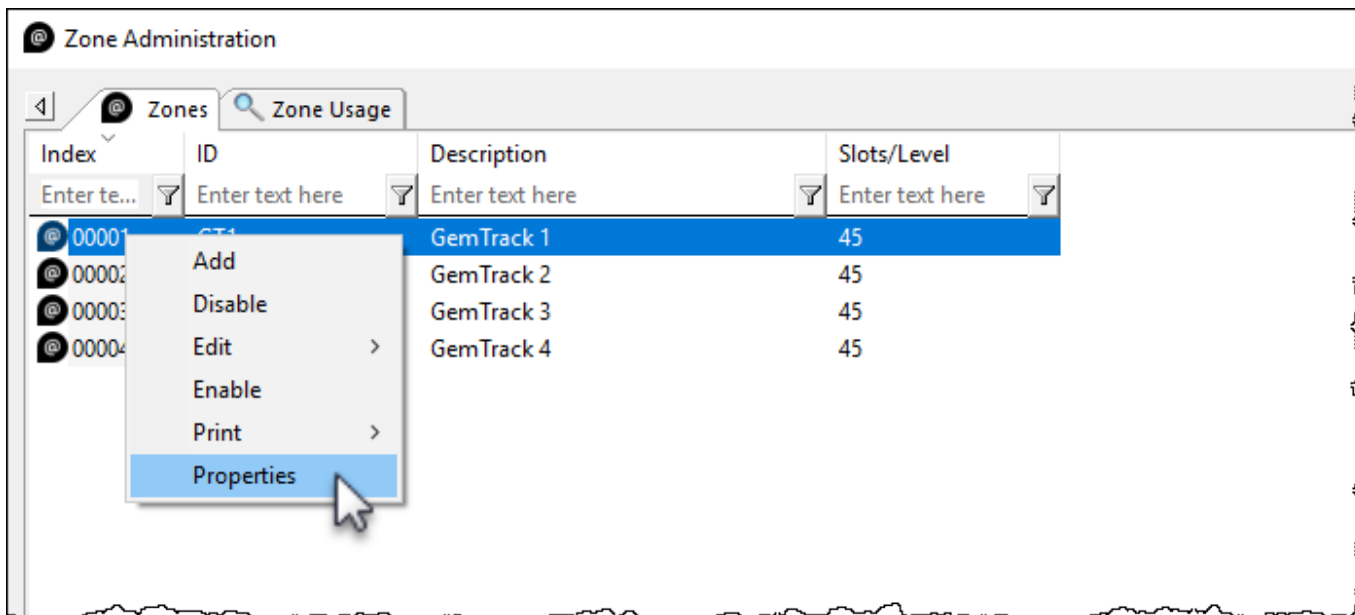 Zone Administration
Zones Zone Usage
Index ID Description Slots/Level
Enter te... Enter text here Enter text here Enter text here
00001 GemTrack 1 45
Add
GemTrack 2 45
Disable
GemTrack 3 45
Edit
GemTrack 4 45
Enable
Print
Properties